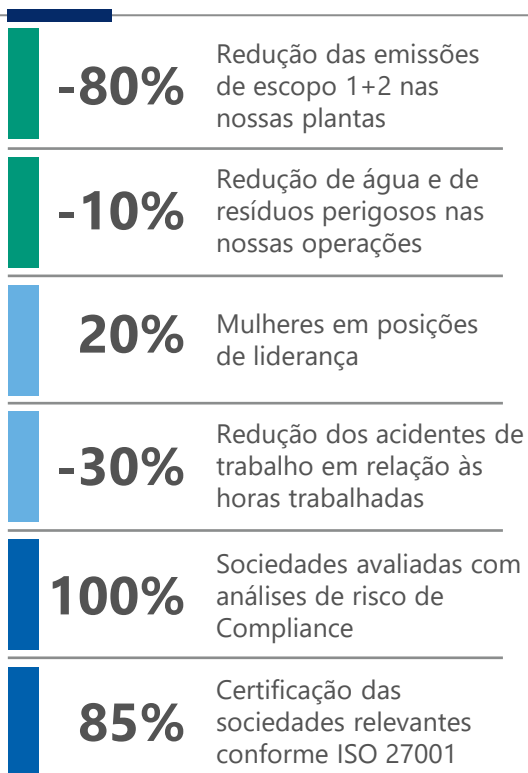 -80%
Redução das emissões
de escopo 1+2 nas
nossas plantas
-10%
Redução de água e de
resíduos perigosos nas
nossas operações
20%
Mulheres em posições
de liderança
-30%
Redução dos acidentes de
trabalho em relação às
horas trabalhadas
100%
Sociedades avaliadas com
análises de risco de
Compliance
85%
Certificação das
sociedades relevantes
conforme ISO 27001